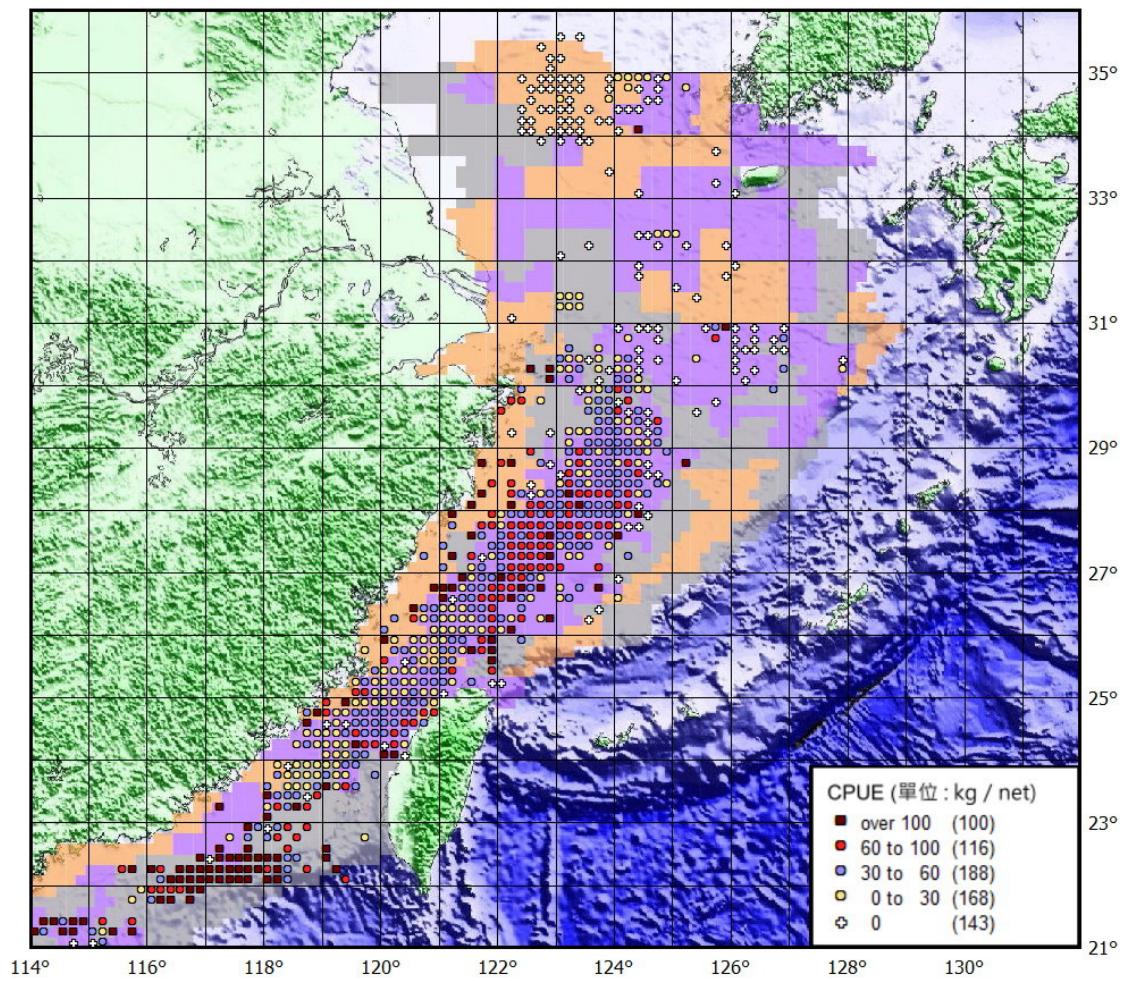 35°
33°
31°
29°
27°
25°
CPUE (單位 : kg / net)
over 100 (100)
60 to 100 (116)
30 to 60 (188)
0 to 30 (168)
0 (143)
23°
21°
114° 116° 118° 120° 122° 124° 126° 128° 130°